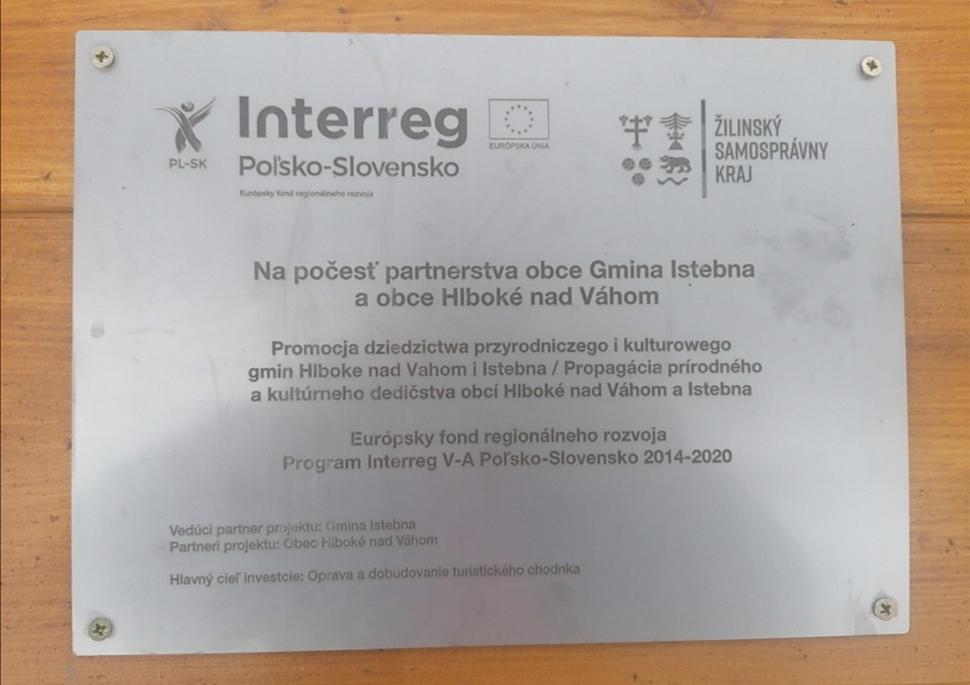 Interreg
PL-SK
EURÓPSKA ÚNIA
Poľsko-Slovensko
Európsky fond regionálneho rozvoja
ŽILINSKÝ
SAMOSPRÁVNY
KRAJ
Na počesť partnerstva obce Gmina Istebna
a obce Hlboké nad Váhom
Promocja dziedzictwa przyrodniczego i kulturowego
gmin Hlboke nad Vahom i Istebna / Propagácia prírodného
a kultúrneho dedičstva obcí Hlboké nad Váhom a Istebna
Európsky fond regionálneho rozvoja
Program Interreg V-A Poľsko-Slovensko 2014-2020
Vedúci partner projektu: Gmina Istebna
Partneri projektu: Obec Hlboké nad Váhom
Hlavný cieľ investcie: Oprava a dobudovanie turistického chodnka